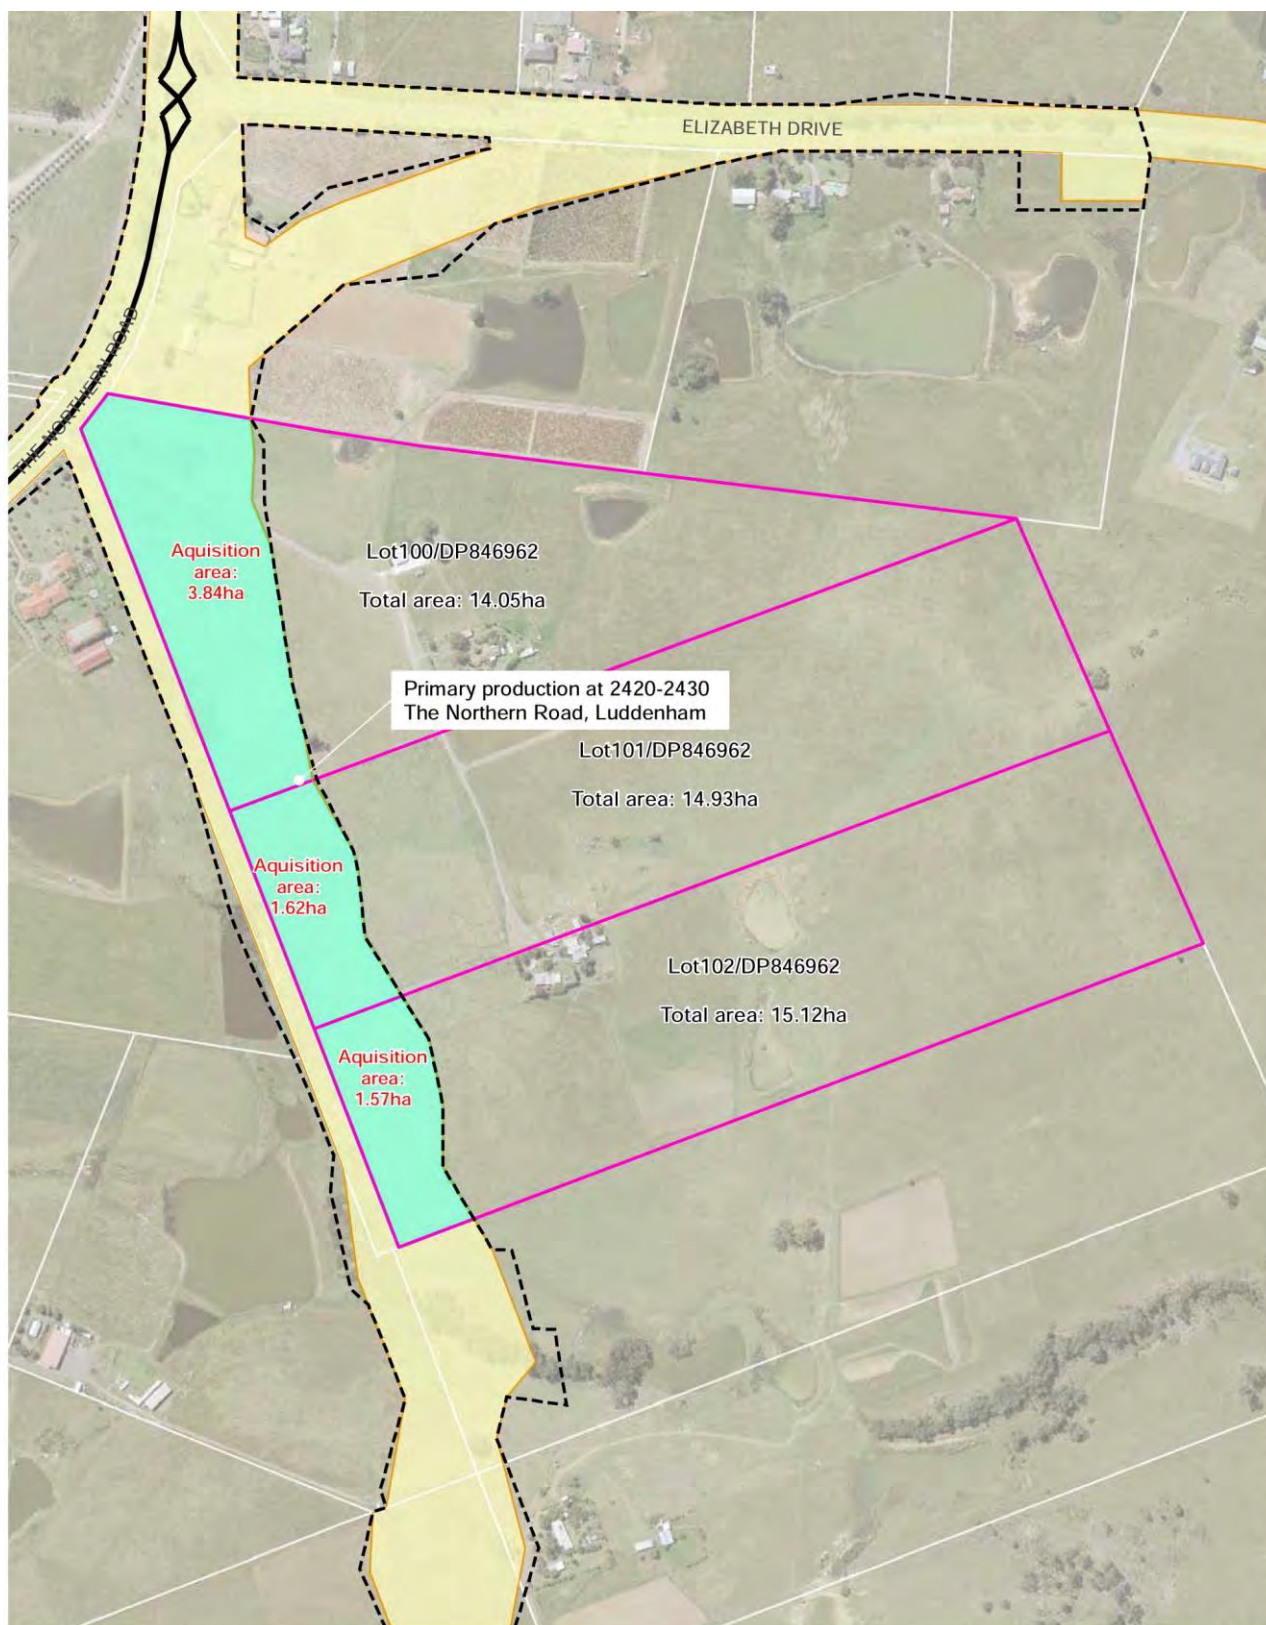 ELIZABETH DRIVE
THE NORTHERN ROAD
Aquisition
area:
3.84ha
Lot100/DP846962
Total area: 14.05ha
Primary production at 2420-2430
The Northern Road, Luddenham
Lot101/DP846962
Total area: 14.93ha
Aquisition
area:
1.62ha
Lot102/DP846962
Total area: 15.12ha
Aquisition
area:
1.57ha